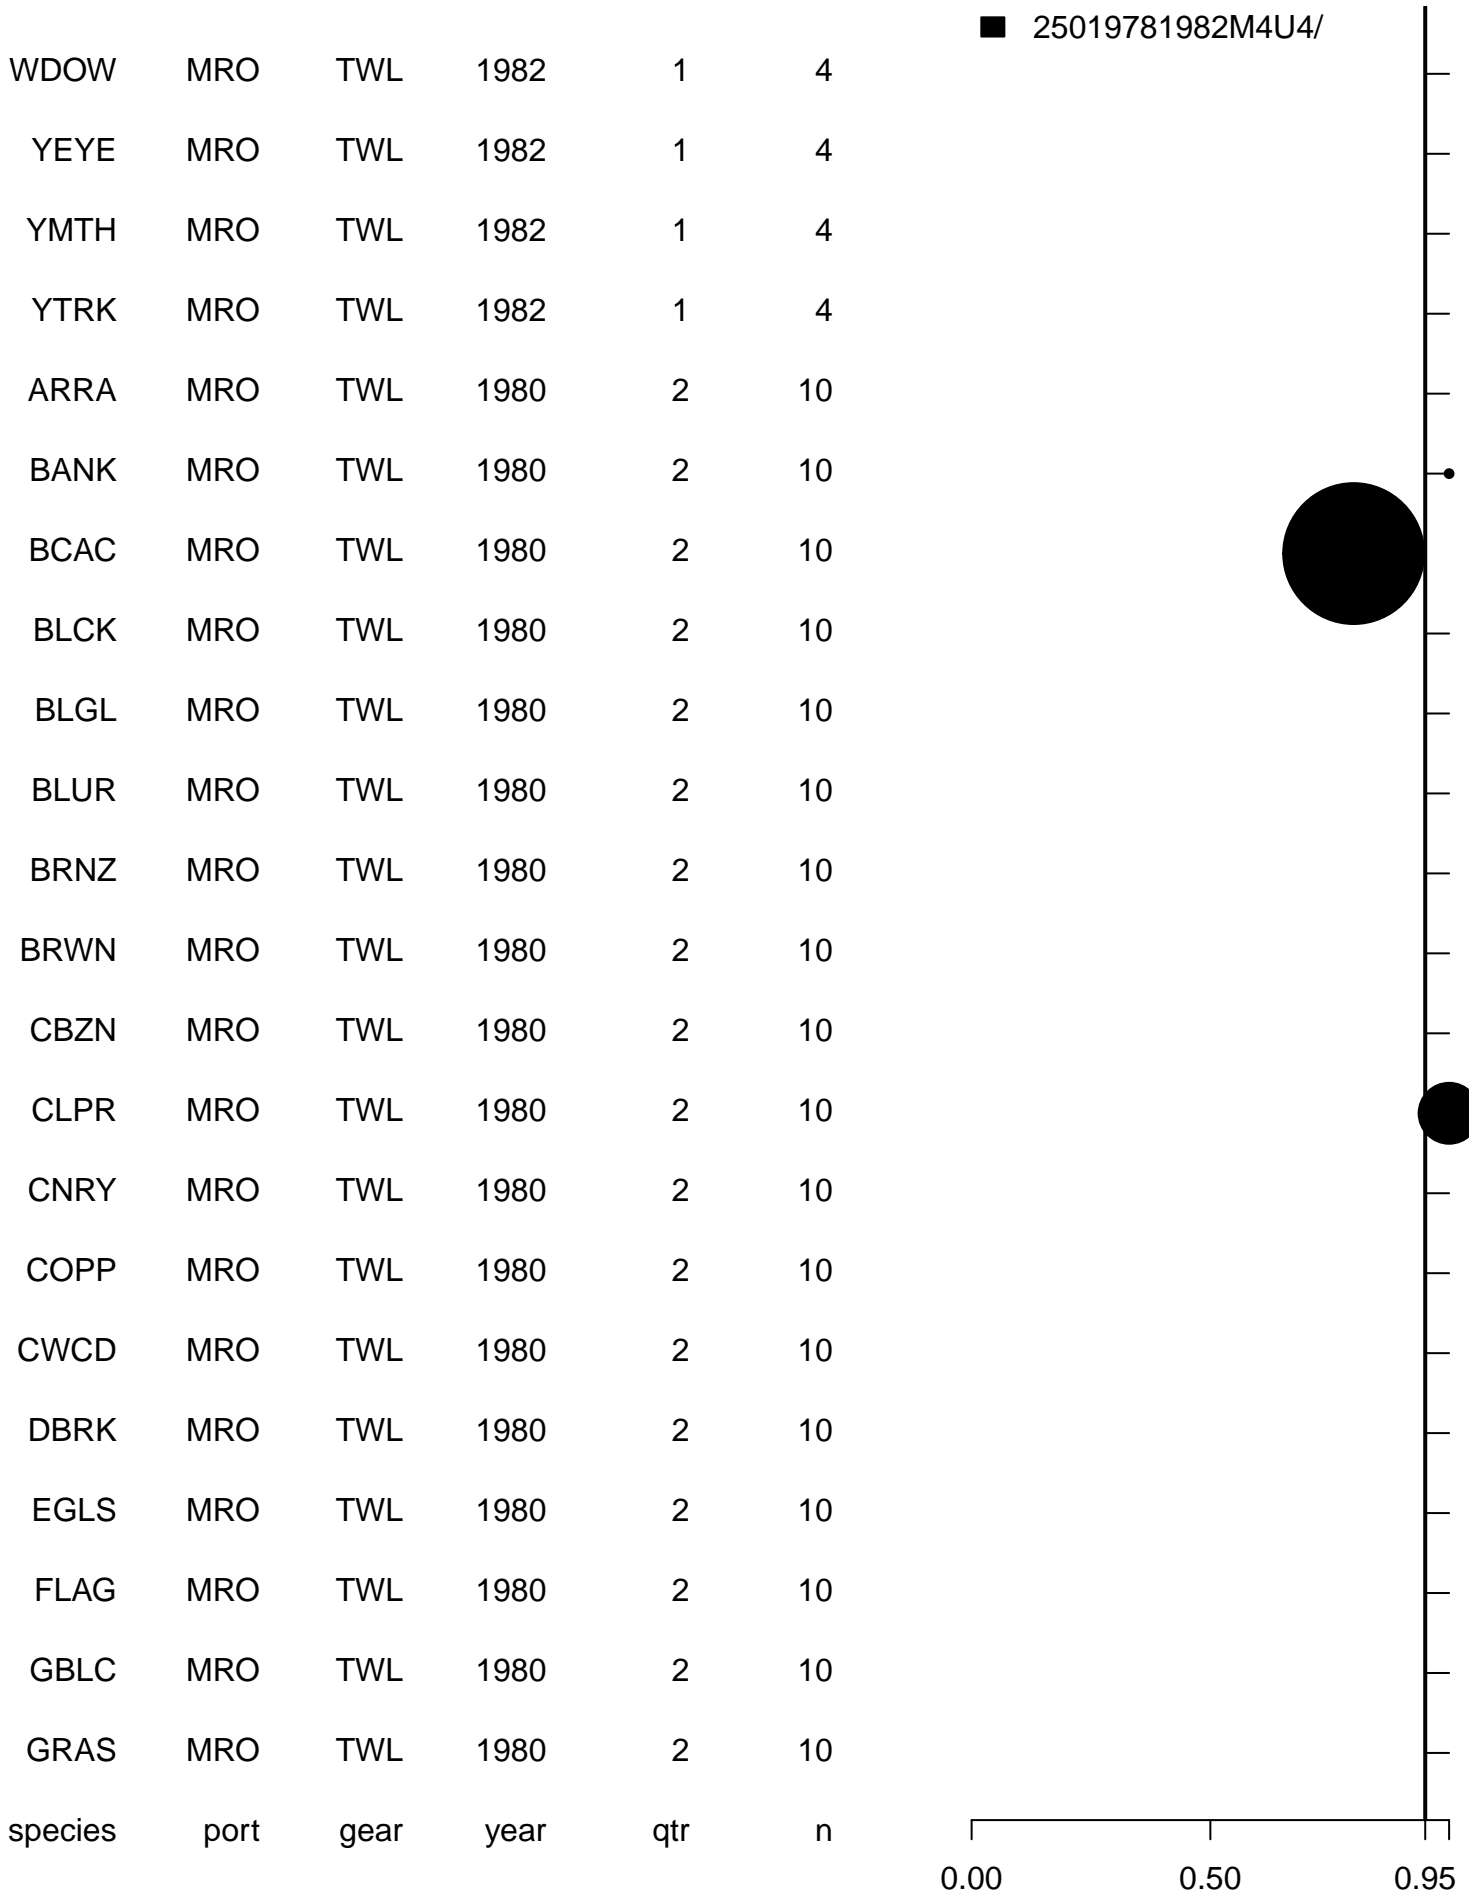 25019781982M4U4/
WDOW MRO TWL 1982 1 4
YEYE MRO TWL 1982 1 4
YMTH MRO TWL 1982 1 4
YTRK MRO TWL 1982 1 4
ARRA MRO TWL 1980 2 10
BANK MRO TWL 1980 2 10
BCAC MRO TWL 1980 2 10
BLCK MRO TWL 1980 2 10
BLGL MRO TWL 1980 2 10
BLUR MRO TWL 1980 2 10
BRNZ MRO TWL 1980 2 10
BRWN MRO TWL 1980 2 10
CBZN MRO TWL 1980 2 10
CLPR MRO TWL 1980 2 10
CNRY MRO TWL 1980 2 10
COPP MRO TWL 1980 2 10
CWCD MRO TWL 1980 2 10
DBRK MRO TWL 1980 2 10
EGLS MRO TWL 1980 2 10
FLAG MRO TWL 1980 2 10
GBLC MRO TWL 1980 2 10
GRAS MRO TWL 1980 2 10
species port gear year qtr n
0.00 0.50 0.95